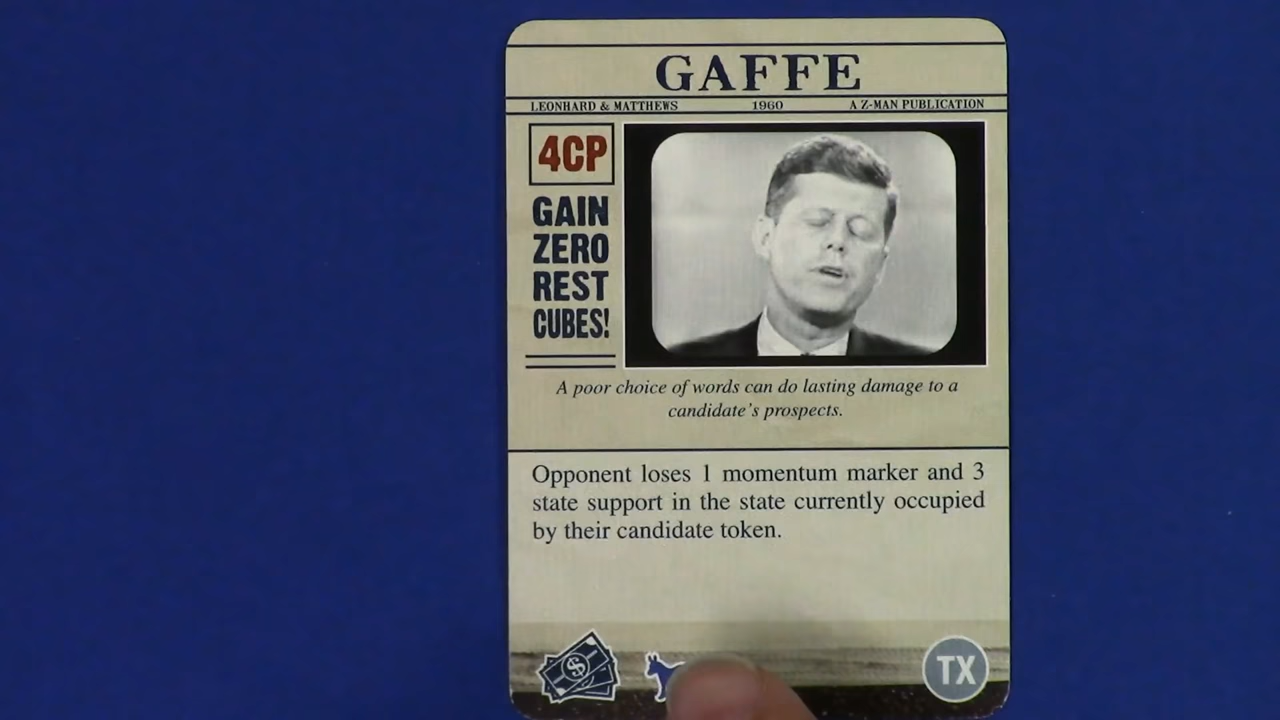 GAFFE
LEONHARD & MATTHEWS 1960 A Z-MAN PUBLICATION
4CP
GAIN
ZERO
REST
CUBES!
A poor choice of words can do lasting damage to a
candidate's prospects.
Opponent loses 1 momentum marker and 3
state support in the state currently occupied
by their candidate token.
$
TX